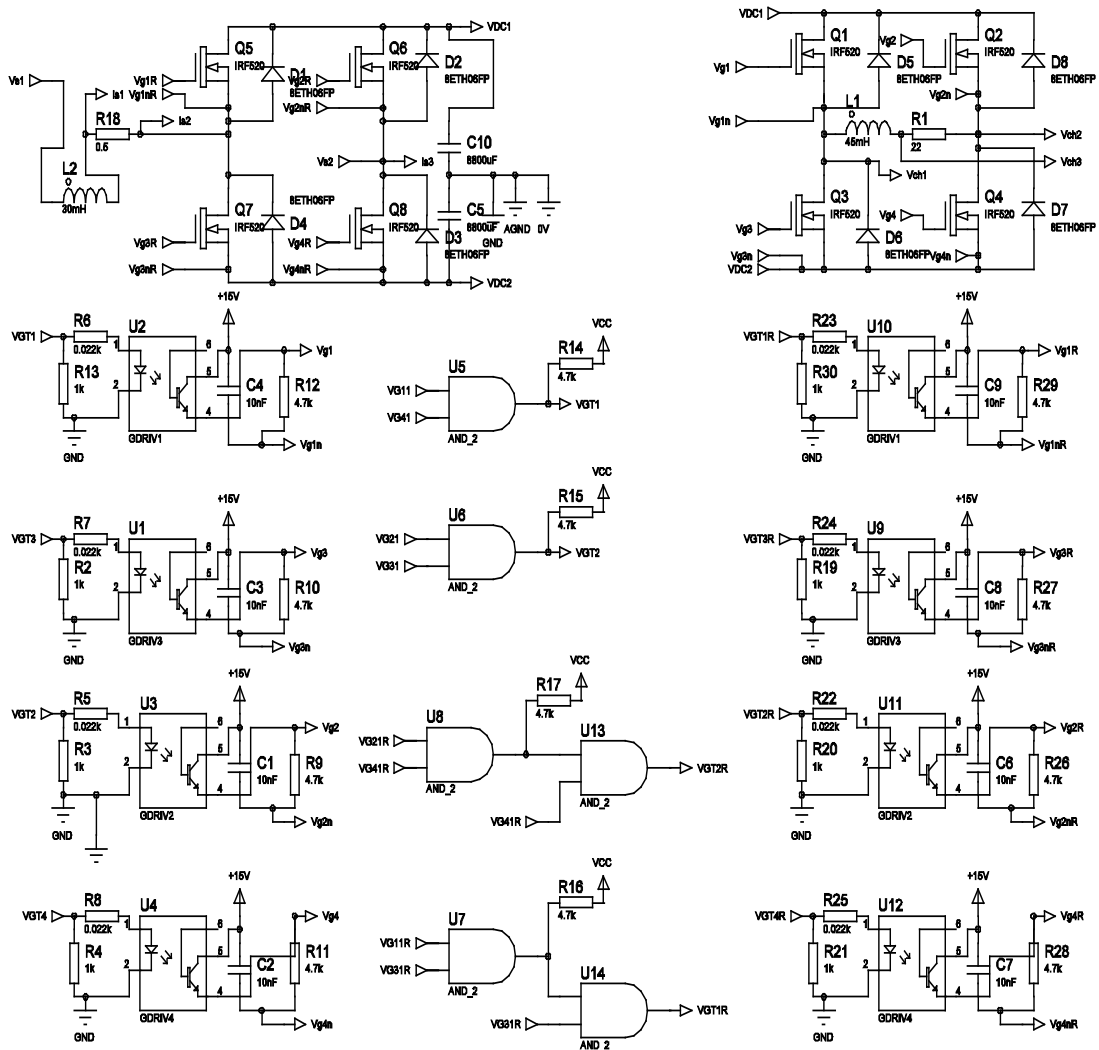 VDC1
Q5
IRF520
Q6
IRF520
D1
8ETH06FP
D2
8ETH06FP
Vs1
Vg1R
Vg2R
Is1
Vg1nR
Vg2nR
R18
0.5
Is2
L2
0
30mH
Vs2
Is3
C10
8800uF
C5
8800uF
GND
AGND
0V
Q7
IRF520
Q8
IRF520
D4
8ETH06FP
D3
8ETH06FP
Vg3R
Vg4R
Vg3nR
Vg4nR
VDC2
VDC1
Q1
IRF520
Vg2
Q2
IRF520
Vg1
D5
8ETH06FP
D8
8ETH06FP
Vg2n
Vg1n
L1
0
45mH
R1
22
Vch2
Vch3
Vch1
Q3
IRF520
Vg4
Q4
IRF520
D7
8ETH06FP
Vg3
D6
8ETH06FP
Vg3n
Vg4n
VDC2
+15V
VGT1
R6
0.022k
U2
1
2
6
5
4
R13
1k
GND
GDRIV1
C4
10nF
R12
4.7k
Vg1
Vg1n
VCC
R14
4.7k
U5
VG11
VG41
AND_2
VGT1
+15V
VGT1R
R23
0.022k
U10
1
2
6
5
4
R30
1k
GND
GDRIV1
C9
10nF
R29
4.7k
Vg1R
Vg1nR
+15V
VGT3
R7
0.022k
U1
1
2
6
5
4
R2
1k
GND
GDRIV3
C3
10nF
R10
4.7k
Vg3
Vg3n
VCC
R15
4.7k
U6
VG21
VG31
AND_2
VGT2
+15V
VGT3R
R24
0.022k
U9
1
2
6
5
4
R19
1k
GND
GDRIV3
C8
10nF
R27
4.7k
Vg3R
Vg3nR
+15V
VGT2
R5
0.022k
U3
1
2
6
5
4
R3
1k
GND
GDRIV2
C1
10nF
R9
4.7k
Vg2
Vg2n
VCC
R17
4.7k
U8
VG21R
VG41R
AND_2
U13
VG41R
AND_2
VGT2R
+15V
VGT2R
R22
0.022k
U11
1
2
6
5
4
R20
1k
GND
GDRIV2
C6
10nF
R26
4.7k
Vg2R
Vg2nR
+15V
VGT4
R8
0.022k
U4
1
2
6
5
4
R4
1k
GND
GDRIV4
C2
10nF
R11
4.7k
Vg4
Vg4n
VCC
R16
4.7k
U7
VG11R
VG31R
AND_2
U14
VG31R
AND_2
VGT1R
+15V
VGT4R
R25
0.022k
U12
1
2
6
5
4
R21
1k
GND
GDRIV4
C7
10nF
R28
4.7k
Vg4R
Vg4nR